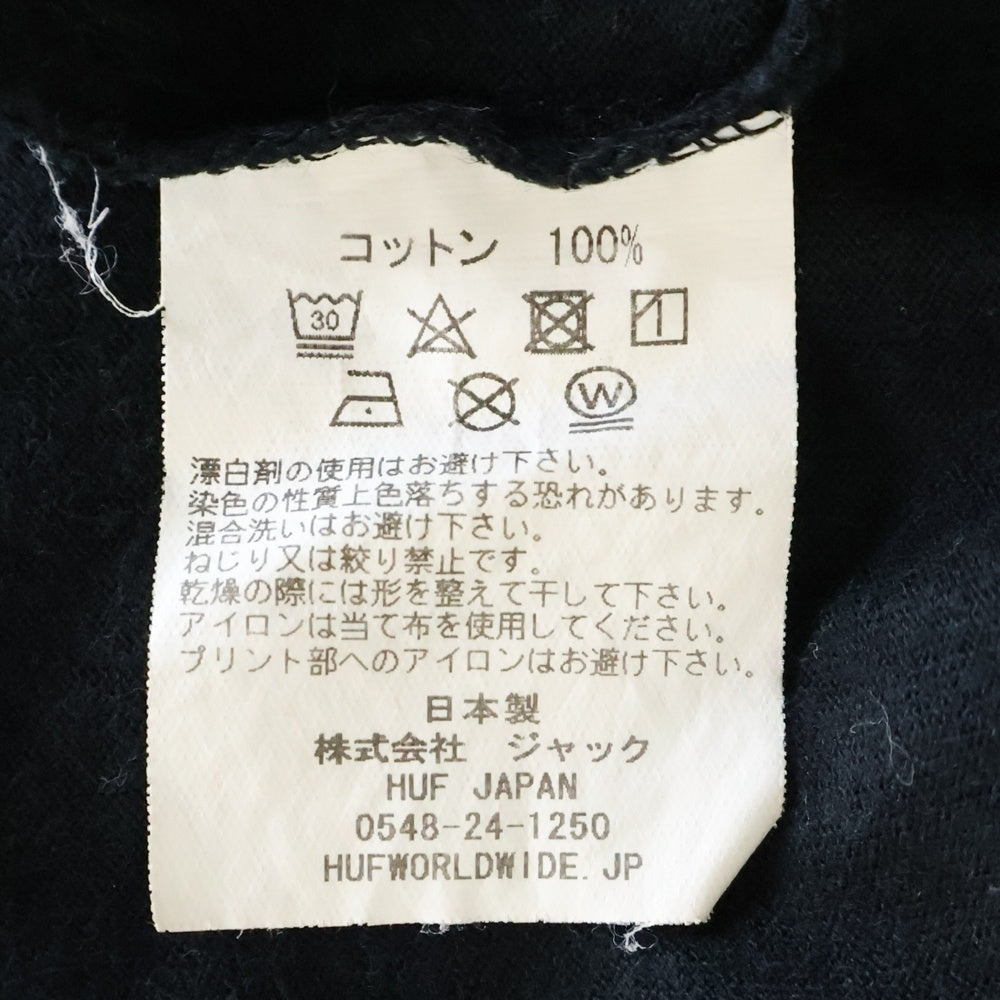 コットン 100%
30
W
漂白剤の使用はお避け下さい。
染色の性質上色落ちする恐れがあります。
混合洗いはお避け下さい。
ねじり又は絞り禁止です。
乾燥の際には形を整えて干して下さい。
アイロンは当て布を使用してください。
プリント部へのアイロンはお避け下さい。
日本製
株式会社 ジャック
HUF JAPAN
0548-24-1250
HUFWORLDWIDE.JP